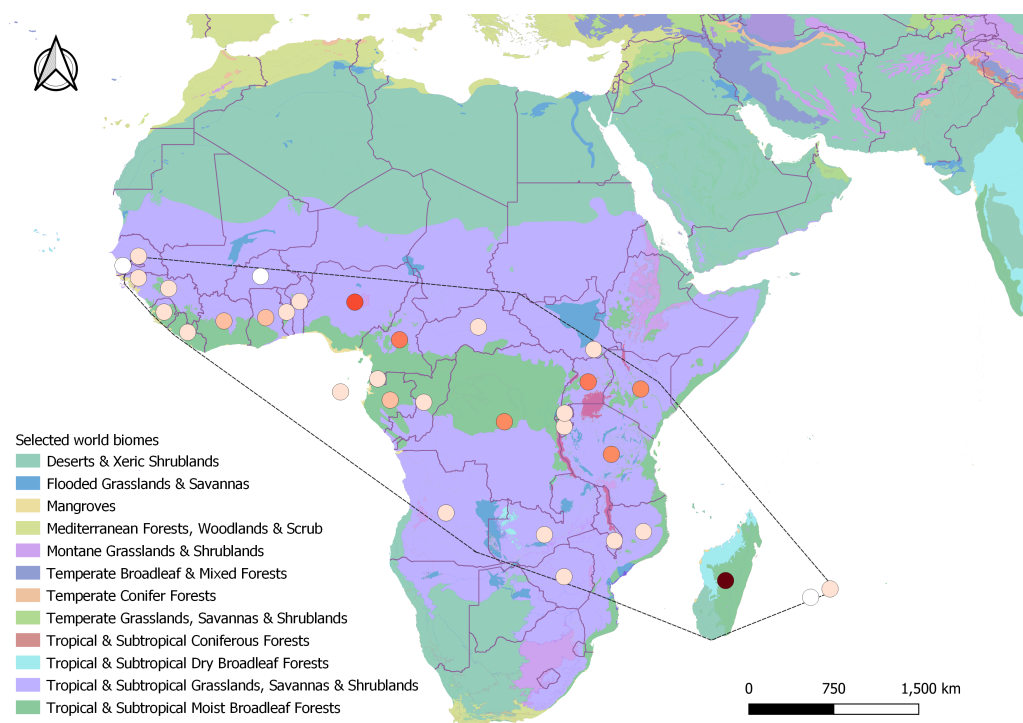 Selected world biomes
Deserts & Xeric Shrublands
Flooded Grasslands & Savannas
Mangroves
Mediterranean Forests, Woodlands & Scrub
Montane Grasslands & Shrublands
Temperate Broadleaf & Mixed Forests
Temperate Conifer Forests
Temperate Grasslands, Savannas & Shrublands
Tropical & Subtropical Coniferous Forests
Tropical & Subtropical Dry Broadleaf Forests
Tropical & Subtropical Grasslands, Savannas & Shrublands
Tropical & Subtropical Moist Broadleaf Forests
0 750 1,500 km